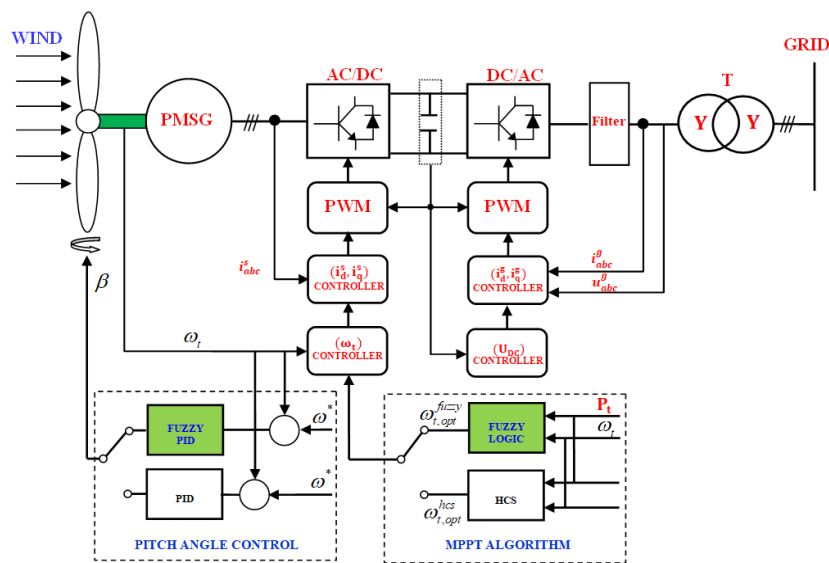 WIND
GRID
AC/DC
DC/AC
T
PMSG
Filter
Y Y
PWM
PWM
i^s_abc
(i^s_d, i^s_q)
CONTROLLER
(i^g_d, i^g_q)
CONTROLLER
i^g_abc
u^g_abc
β
ω_t
(ω_t)
CONTROLLER
(U_DC)
CONTROLLER
FUZZY
PID
ω*
PID
ω*
PITCH ANGLE CONTROL
ω^fuzzy_t,opt
FUZZY
LOGIC
P_t
ω_t
ω^hcs_t,opt
HCS
MPPT ALGORITHM